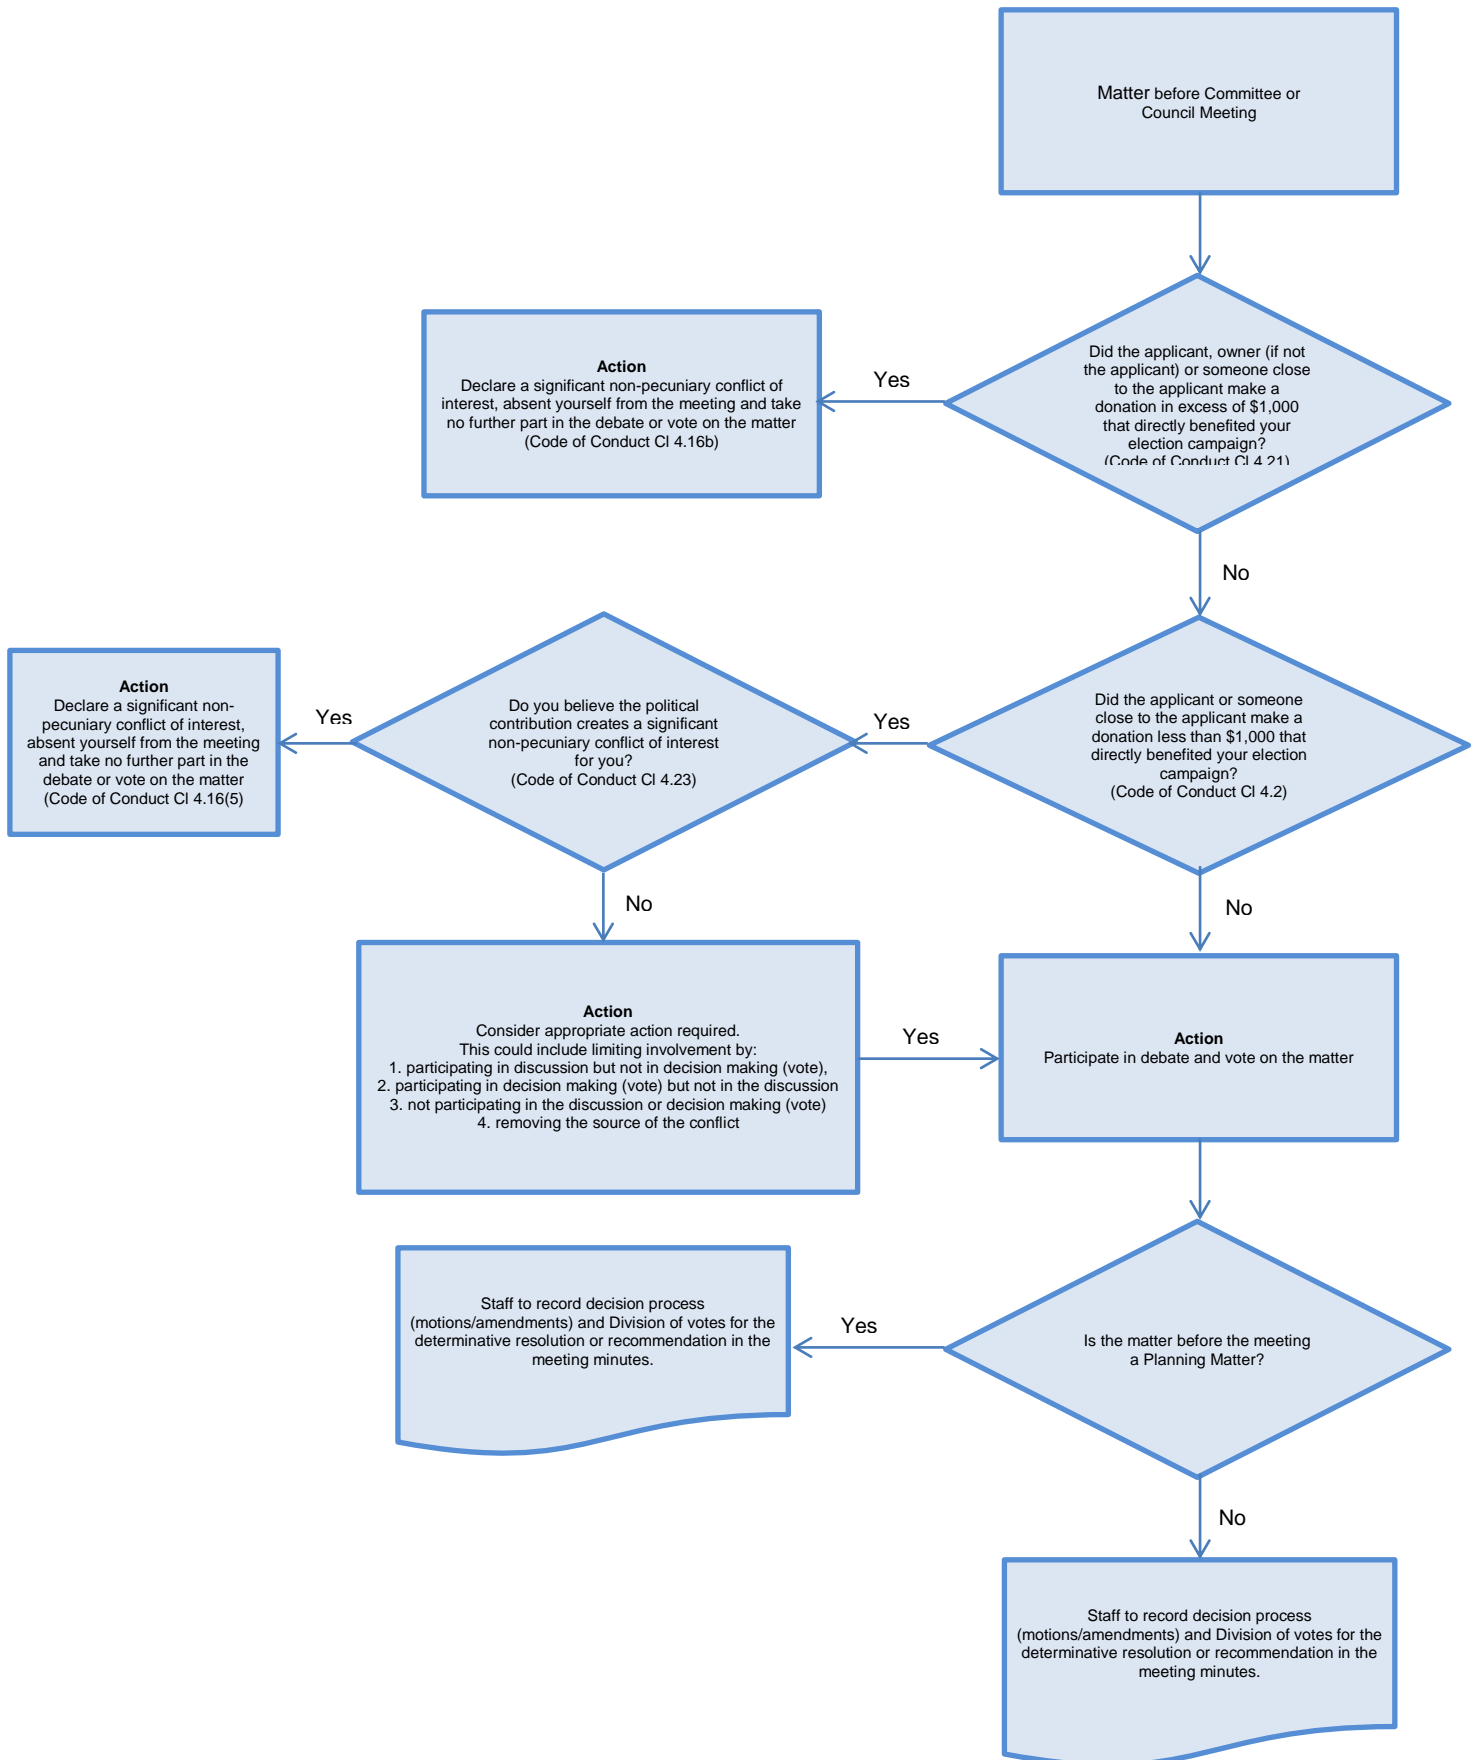 Matter before Committee or
Council Meeting
Did the applicant, owner (if not
the applicant) or someone close
to the applicant make a
donation in excess of $1,000
that directly benefited your
election campaign?
(Code of Conduct Cl 4.21)
Yes
Action
Declare a significant non-pecuniary conflict of
interest, absent yourself from the meeting and take
no further part in the debate or vote on the matter
(Code of Conduct Cl 4.16b)
No
Did the applicant or someone
close to the applicant make a
donation less than $1,000 that
directly benefited your election
campaign?
(Code of Conduct Cl 4.2)
Yes
Do you believe the political
contribution creates a significant
non-pecuniary conflict of interest
for you?
(Code of Conduct Cl 4.23)
Yes
Action
Declare a significant non-
pecuniary conflict of interest,
absent yourself from the meeting
and take no further part in the
debate or vote on the matter
(Code of Conduct Cl 4.16(5)
No
No
Action
Consider appropriate action required.
This could include limiting involvement by:
1. participating in discussion but not in decision making (vote),
2. participating in decision making (vote) but not in the discussion
3. not participating in the discussion or decision making (vote)
4. removing the source of the conflict
Yes
Action
Participate in debate and vote on the matter
Is the matter before the meeting
a Planning Matter?
Yes
Staff to record decision process
(motions/amendments) and Division of votes for the
determinative resolution or recommendation in the
meeting minutes.
No
Staff to record decision process
(motions/amendments) and Division of votes for the
determinative resolution or recommendation in the
meeting minutes.